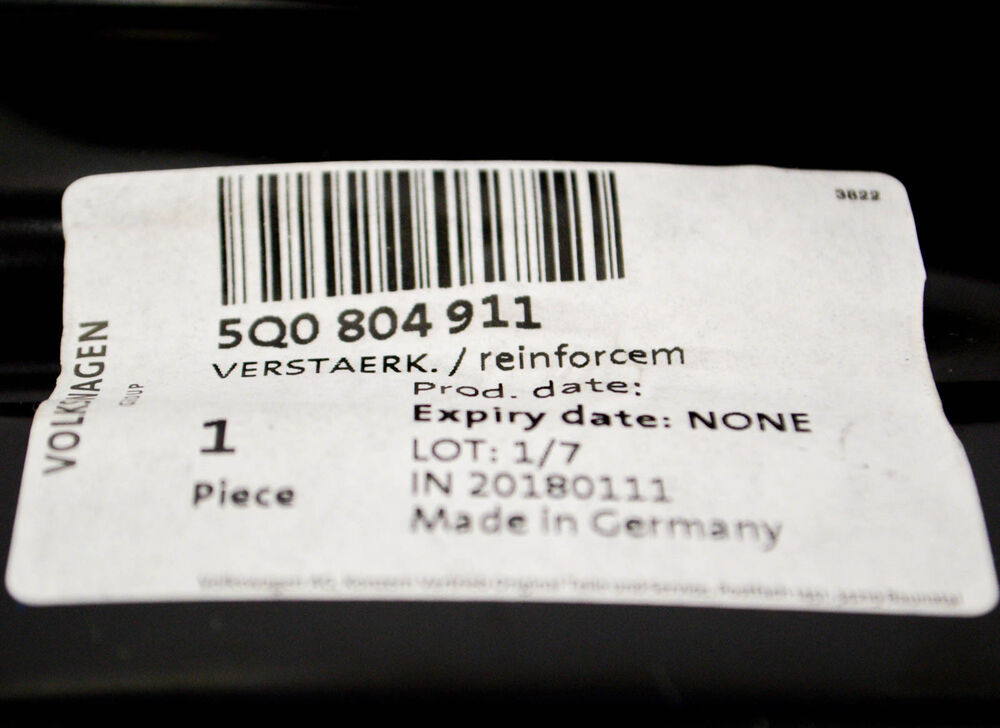 3822
5Q0 804 911
VERSTAERK. / reinforcem
Prod. date:
Expiry date: NONE
LOT: 1/7
IN 20180111
Made in Germany
1
Piece
VOLKSWAGEN
GROUP